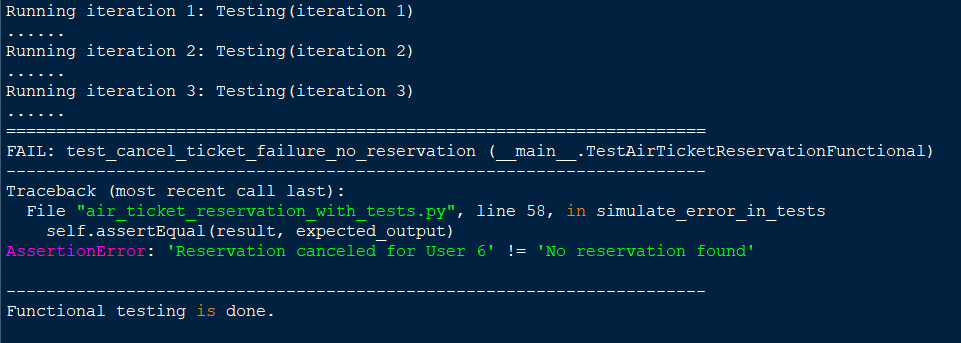 Running iteration 1: Testing(iteration 1)
......
Running iteration 2: Testing(iteration 2)
......
Running iteration 3: Testing(iteration 3)
......
======================================================================
FAIL: test_cancel_ticket_failure_no_reservation (__main__.TestAirTicketReservationFunctional)
----------------------------------------------------------------------
Traceback (most recent call last):
  File "air_ticket_reservation_with_tests.py", line 58, in simulate_error_in_tests
    self.assertEqual(result, expected_output)
AssertionError: 'Reservation canceled for User 6' != 'No reservation found'
----------------------------------------------------------------------
Functional testing is done.